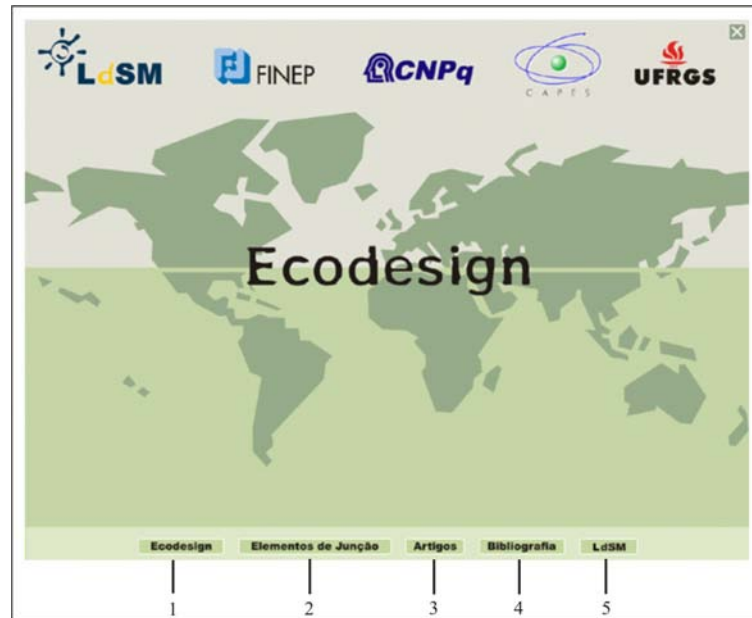 LdSM FINEP CNPq CAPES UFRGS
Ecodesign
Ecodesign Elementos de Junção Artigos Bibliografia LdSM
1 2 3 4 5